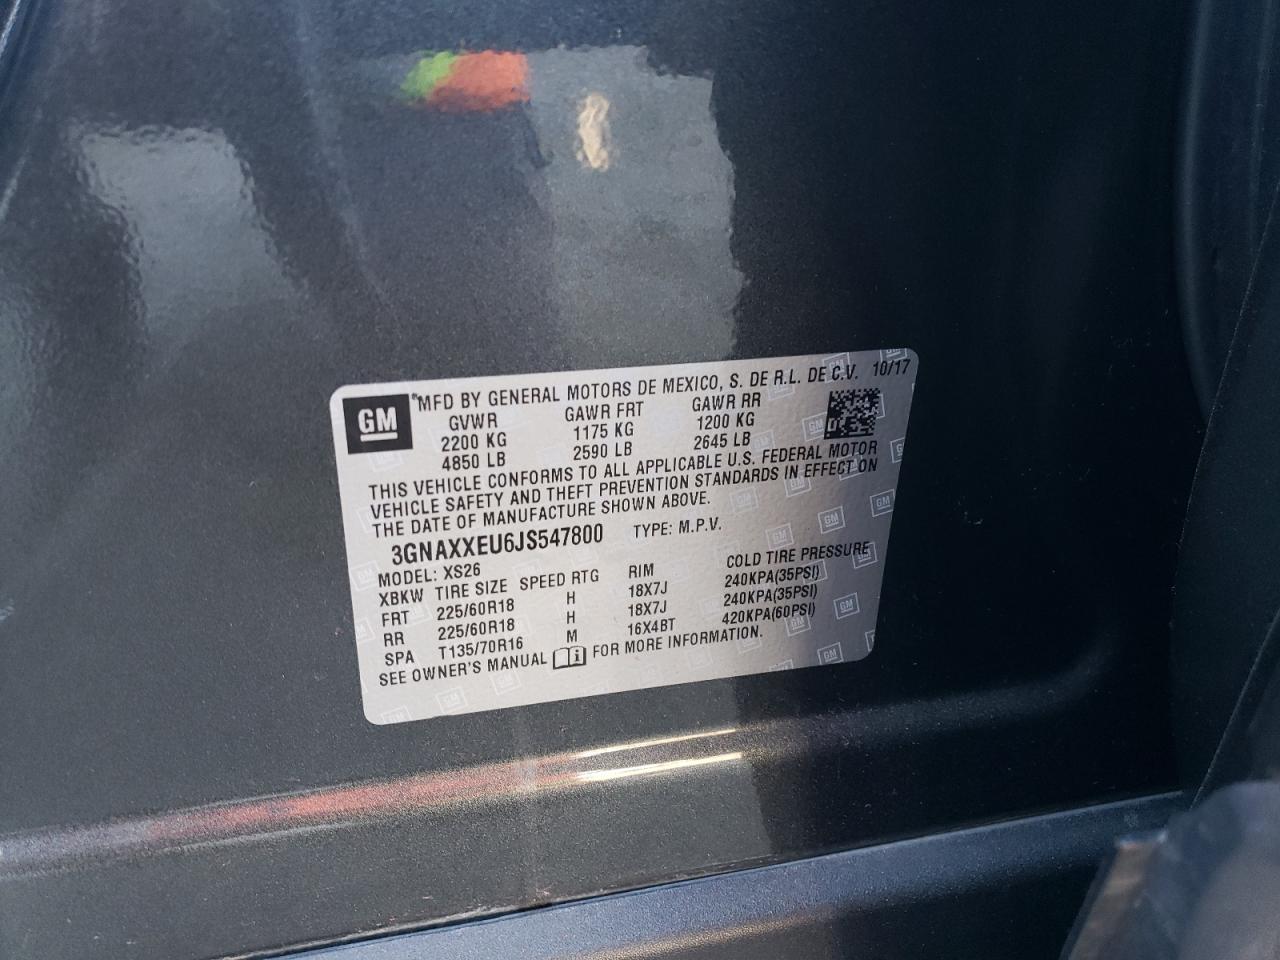 GM
MFD BY GENERAL MOTORS DE MEXICO, S. DE R.L. DE C.V. 10/17
GVWR GAWR FRT GAWR RR
2200 KG 1175 KG 1200 KG
4850 LB 2590 LB 2645 LB
THIS VEHICLE CONFORMS TO ALL APPLICABLE U.S. FEDERAL MOTOR
VEHICLE SAFETY AND THEFT PREVENTION STANDARDS IN EFFECT ON
THE DATE OF MANUFACTURE SHOWN ABOVE.
3GNAXXEU6JS547800 TYPE: M.P.V.
MODEL: XS26
XBKW TIRE SIZE SPEED RTG RIM COLD TIRE PRESSURE
FRT 225/60R18 H 18X7J 240KPA(35PSI)
RR 225/60R18 H 18X7J 240KPA(35PSI)
SPA T135/70R16 M 16X4BT 420KPA(60PSI)
SEE OWNER'S MANUAL FOR MORE INFORMATION.